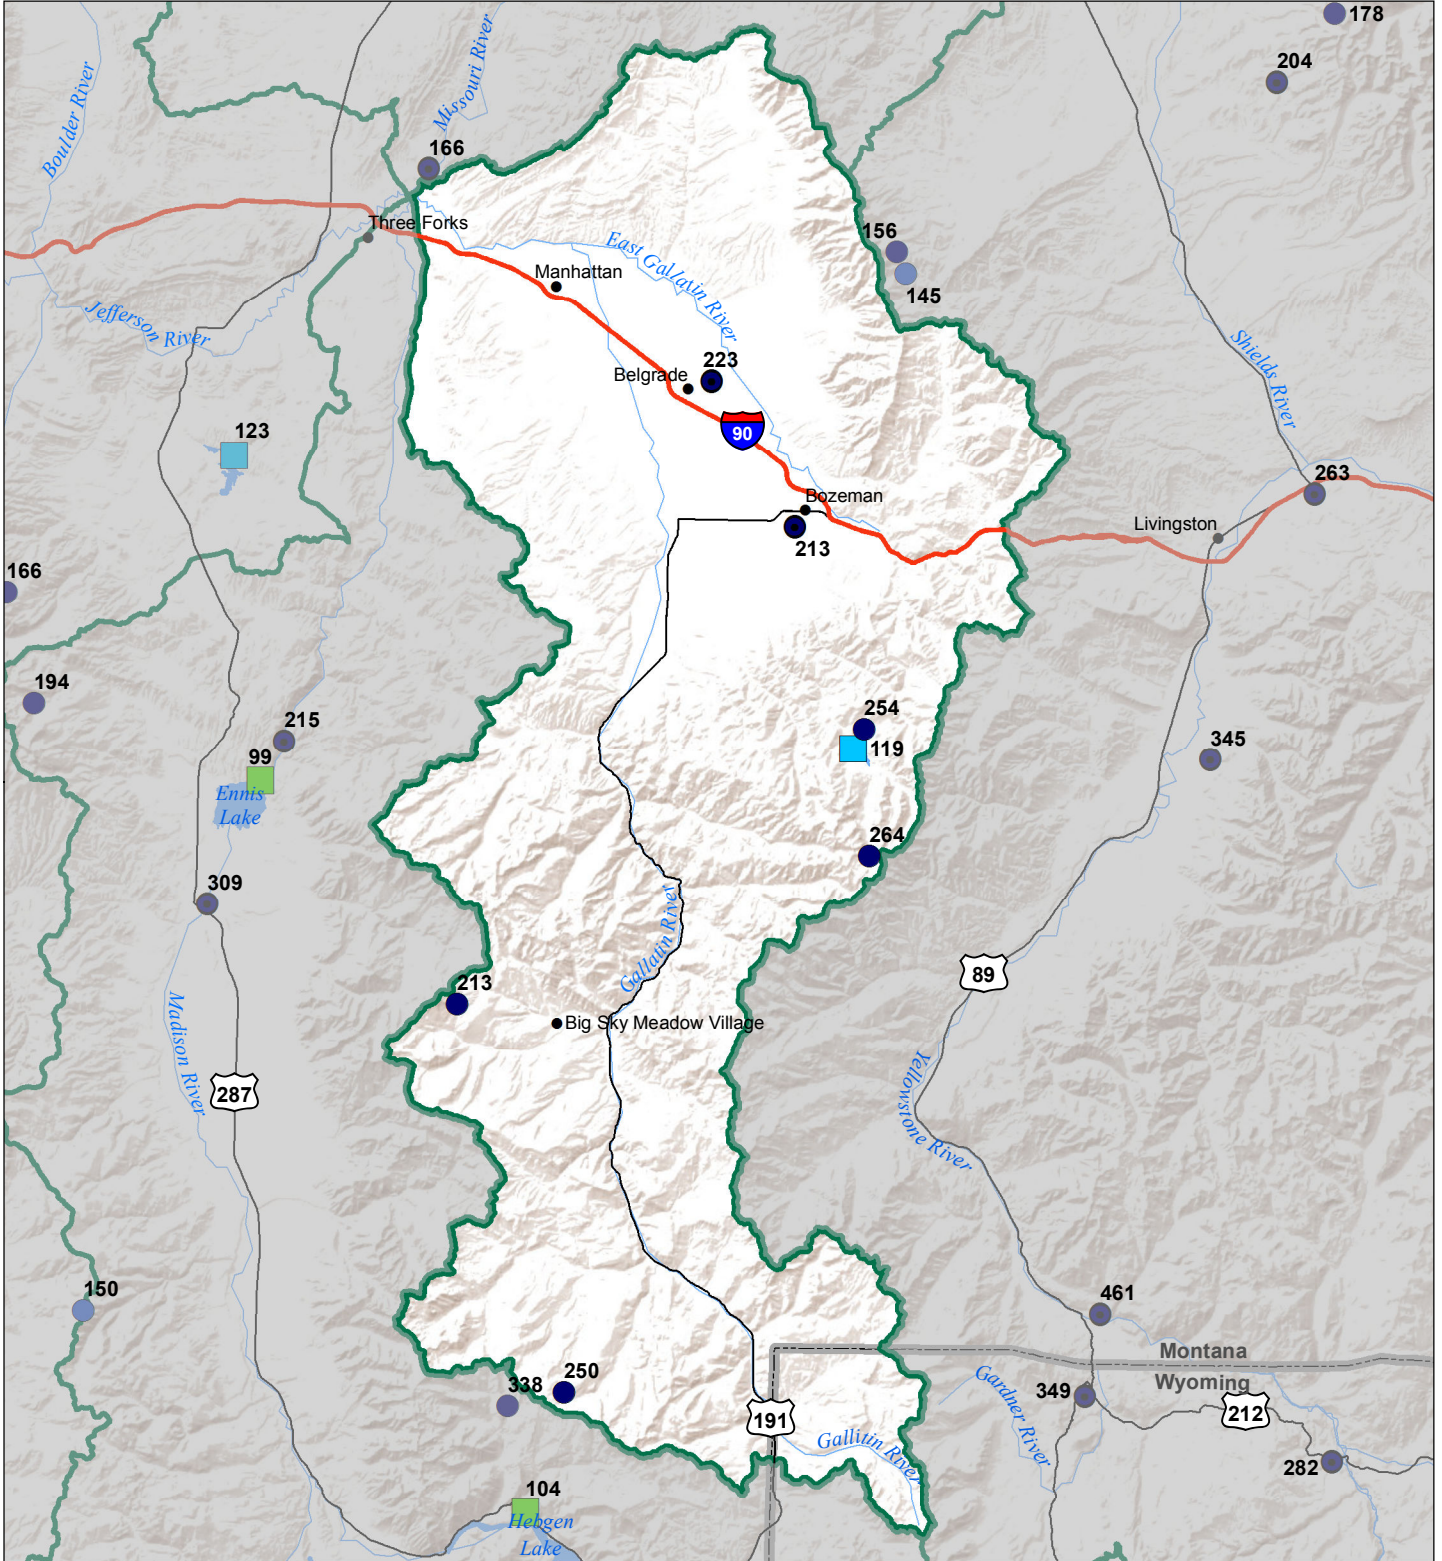 178
204
Missouri River
Boulder River
166
Three Forks
156
145
East Gallatin River
Manhattan
Jefferson River
Shields River
223
Belgrade
90
123
263
Bozeman
Livingston
213
166
194
254
215
119
345
99
Ennis
Lake
264
309
Gallatin River
89
213
Big Sky Meadow Village
Madison River
Yellowstone River
287
150
461
Montana
Wyoming
338
250
349
Gardner River
212
191
Gallitin River
282
104
Hebgen
Lake